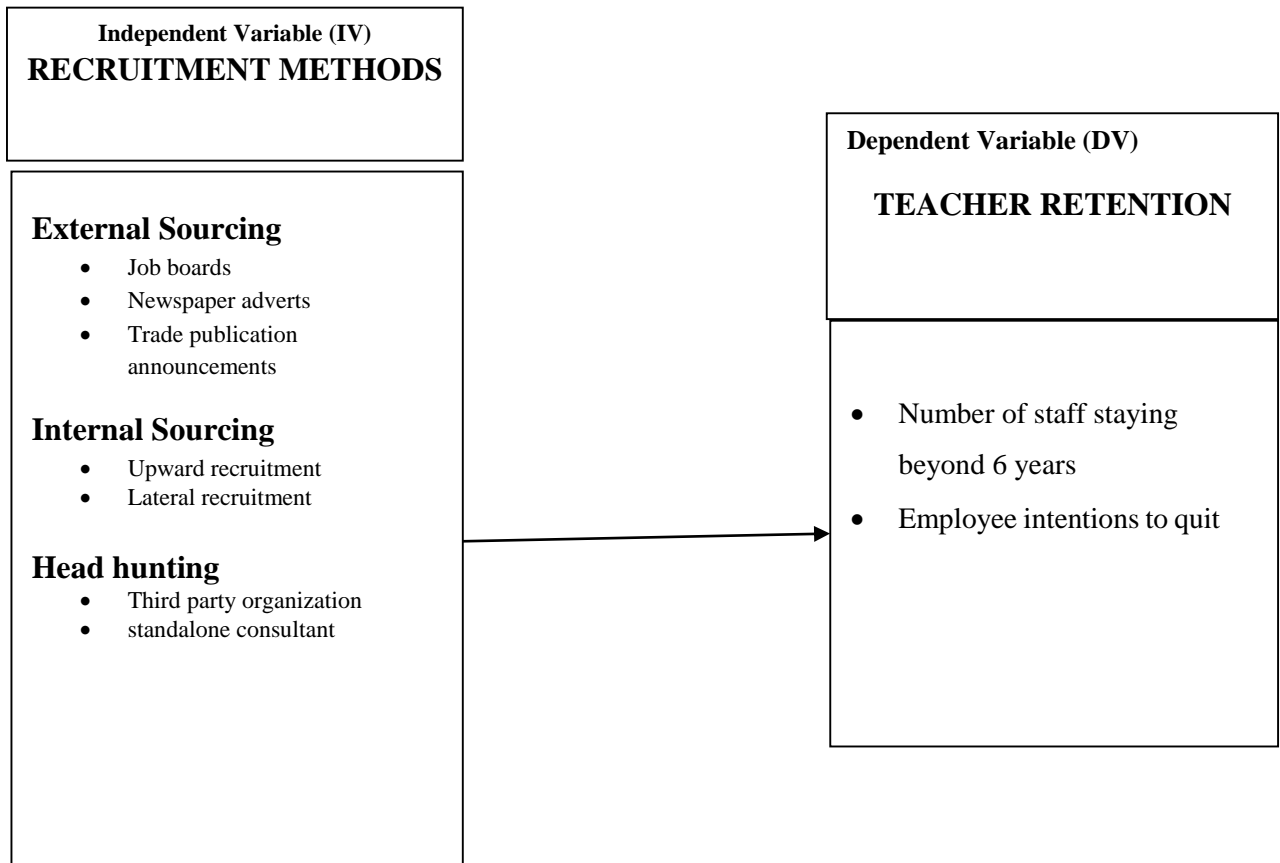 Independent Variable (IV)
RECRUITMENT METHODS
External Sourcing
• Job boards
• Newspaper adverts
• Trade publication
announcements
Internal Sourcing
• Upward recruitment
• Lateral recruitment
Head hunting
• Third party organization
• standalone consultant
Dependent Variable (DV)
TEACHER RETENTION
• Number of staff staying
beyond 6 years
• Employee intentions to quit